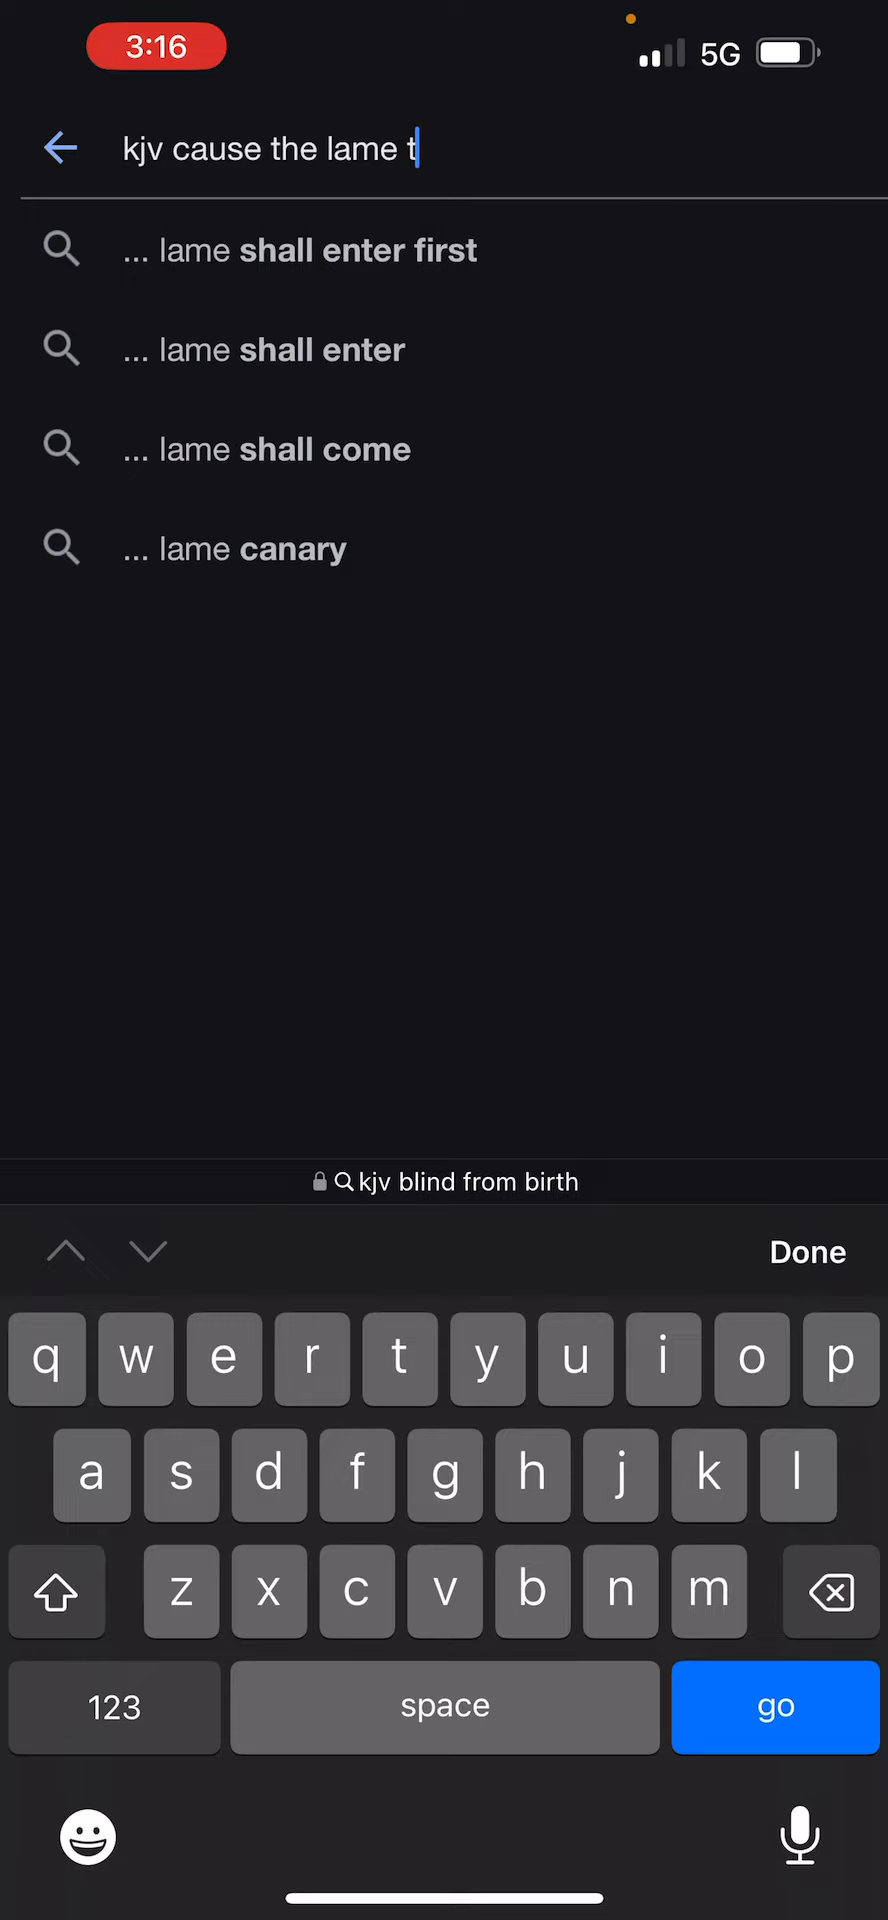 3:16
5G
kjv cause the lame t
... lame shall enter first
... lame shall enter
... lame shall come
... lame canary
kjv blind from birth
Done
q w e r t y u i o p
a s d f g h j k l
z x c v b n m
123 space go